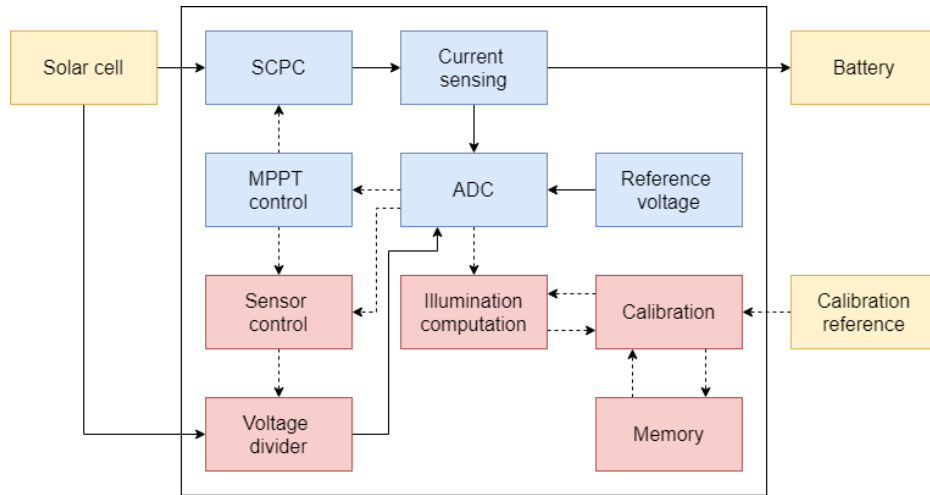 Solar cell
SCPC
Current
sensing
Battery
MPPT
control
ADC
Reference
voltage
Sensor
control
Illumination
computation
Calibration
Calibration
reference
Voltage
divider
Memory